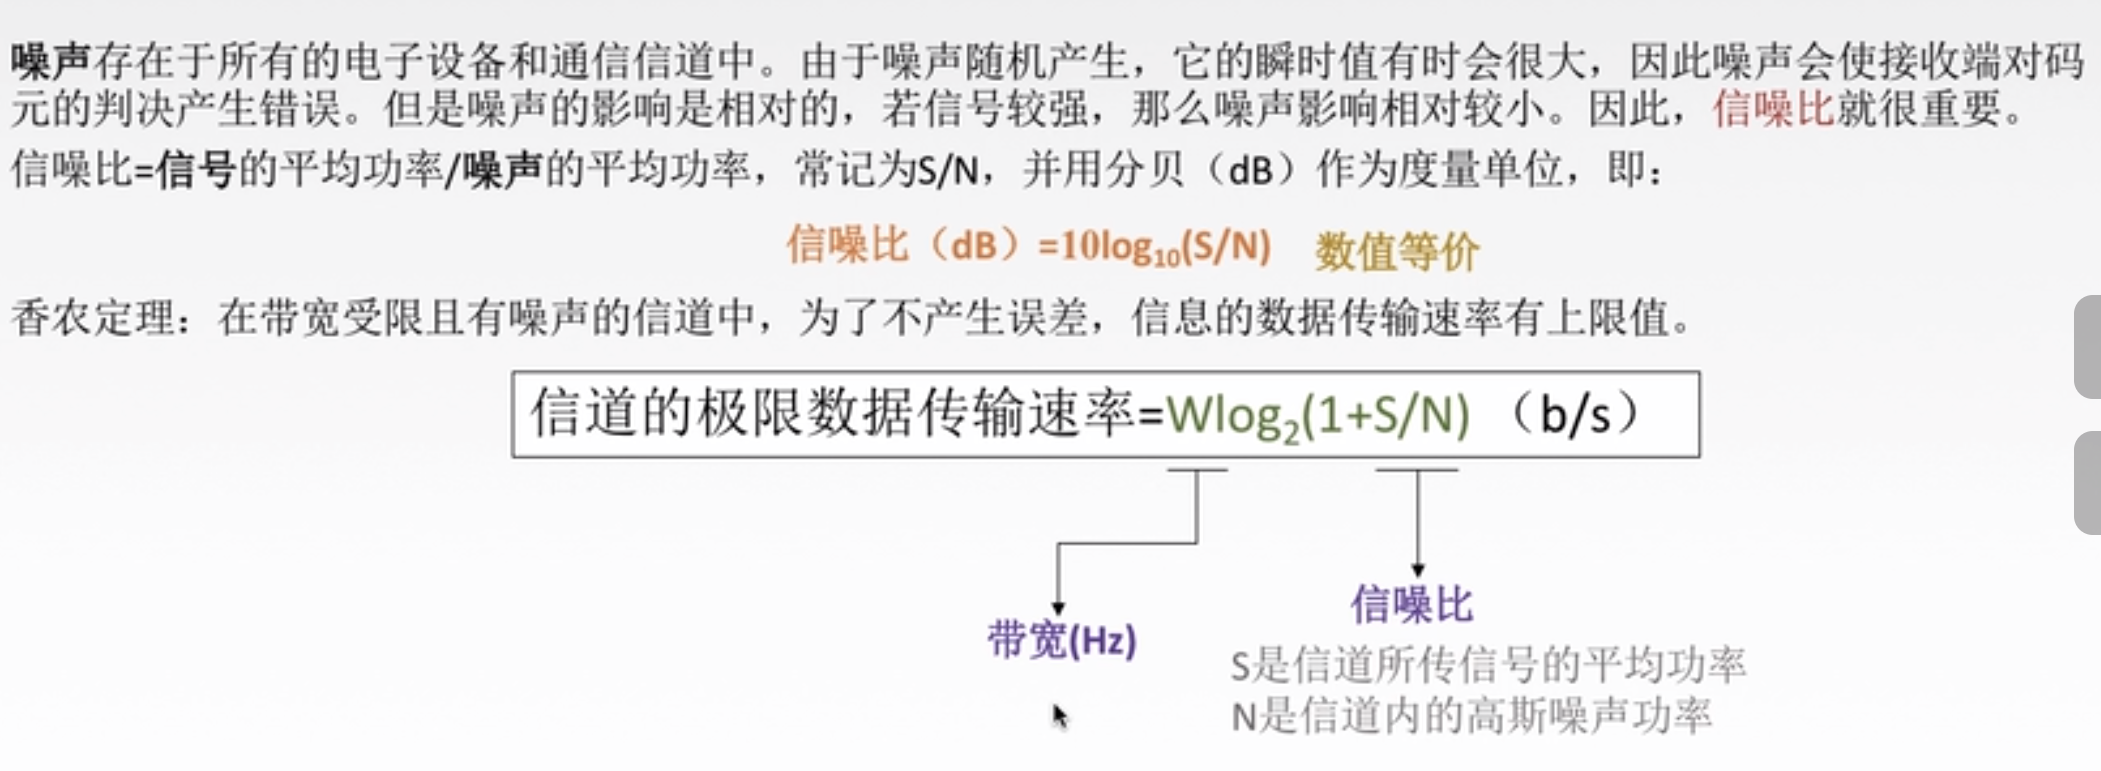 噪声存在于所有的电子设备和通信信道中。由于噪声随机产生，它的瞬时值有时会很大，因此噪声会使接收端对码
元的判决产生错误。但是噪声的影响是相对的，若信号较强，那么噪声影响相对较小。因此，信噪比就很重要。
信噪比=信号的平均功率/噪声的平均功率，常记为S/N，并用分贝（dB）作为度量单位，即：
信噪比（dB）=10log₁₀(S/N) 数值等价
香农定理：在带宽受限且有噪声的信道中，为了不产生误差，信息的数据传输速率有上限值。
信道的极限数据传输速率=Wlog₂(1+S/N)（b/s）
带宽(Hz)
信噪比
S是信道所传信号的平均功率
N是信道内的高斯噪声功率